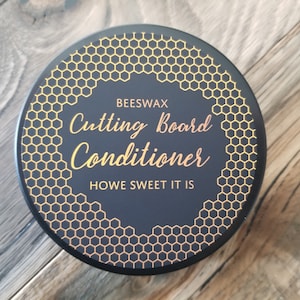 BEESWAX
Cutting Board
Conditioner
HOWE SWEET IT IS